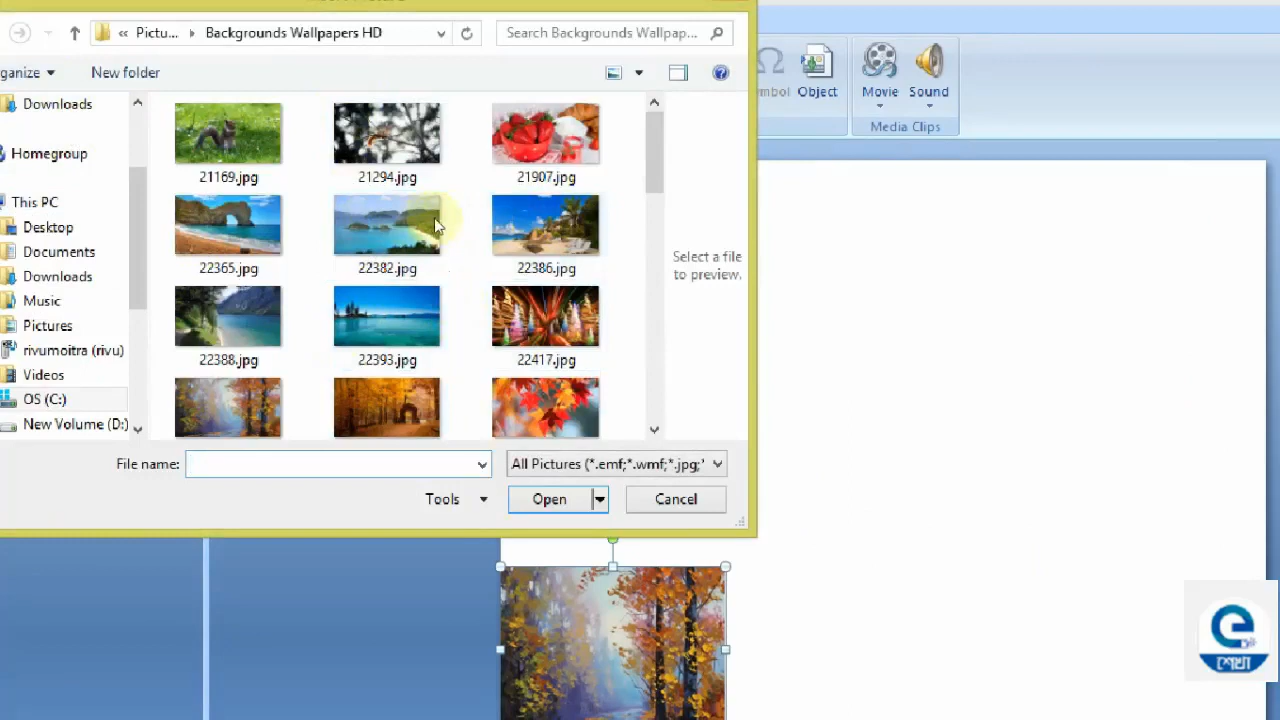 Pictu...
Backgrounds Wallpapers HD
Search Backgrounds Wallpap...
ganize
New folder
mbol
Object
Movie
Sound
Media Clips
Downloads
Homegroup
This PC
Desktop
Documents
Downloads
Music
Pictures
rivumoitra (rivu)
Videos
OS (C:)
New Volume (D:)
21169.jpg
21294.jpg
21907.jpg
22365.jpg
22382.jpg
22386.jpg
22388.jpg
22393.jpg
22417.jpg
Select a file
to preview.
File name:
All Pictures (*.emf;*.wmf;*.jpg;*
Tools
Open
Cancel
e
শেখা